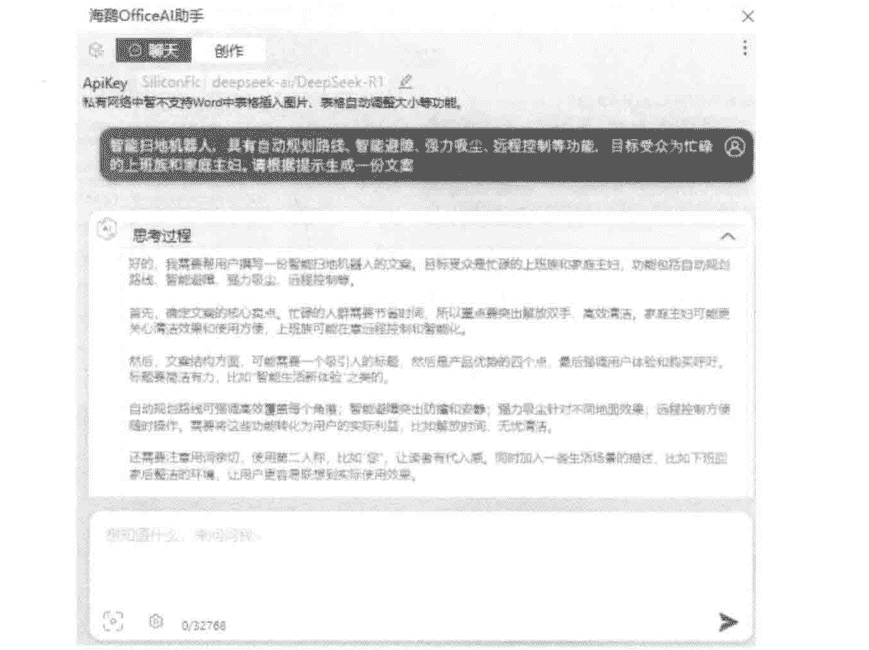 海鹦OfficeAI助手
聊天 创作
ApiKey SiliconFlc deepseek-ai/DeepSeek-R1
私有网络中暂不支持Word中表格插入图片、表格自动调整大小等功能。
智能扫地机器人，具有自动规划路线、智能避障、强力吸尘、远程控制等功能，目标受众为忙碌
的上班族和家庭主妇。请根据提示生成一份文案
思考过程
好的，我需要帮用户撰写一份智能扫地机器人的文案。目标受众是忙碌的上班族和家庭主妇，功能包括自动规划
路线、智能避障、强力吸尘、远程控制等。
首先，确定文案的核心卖点。忙碌的人群需要节省时间，所以重点要突出解放双手、高效清洁。家庭主妇可能更
关心清洁效果和使用方便，上班族可能在意远程控制和智能化。
然后，文案结构方面，可能需要一个吸引人的标题，然后是产品优势的四个点，最后强调用户体验和购买呼吁。
标题要简洁有力，比如“智能生活新体验”之类的。
自动规划路线可强调高效覆盖每个角落；智能避障突出防撞和安静；强力吸尘针对不同地面效果；远程控制方便
随时操作。需要将这些功能转化为用户的实际利益，比如解放时间、无忧清洁。
还需要注意用词亲切，使用第二人称，比如“您”，让读者有代入感。同时加入一些生活场景的描述，比如下班回
家后整洁的环境，让用户更容易联想到实际使用效果。
想知道什么，来问问我~
0/32768